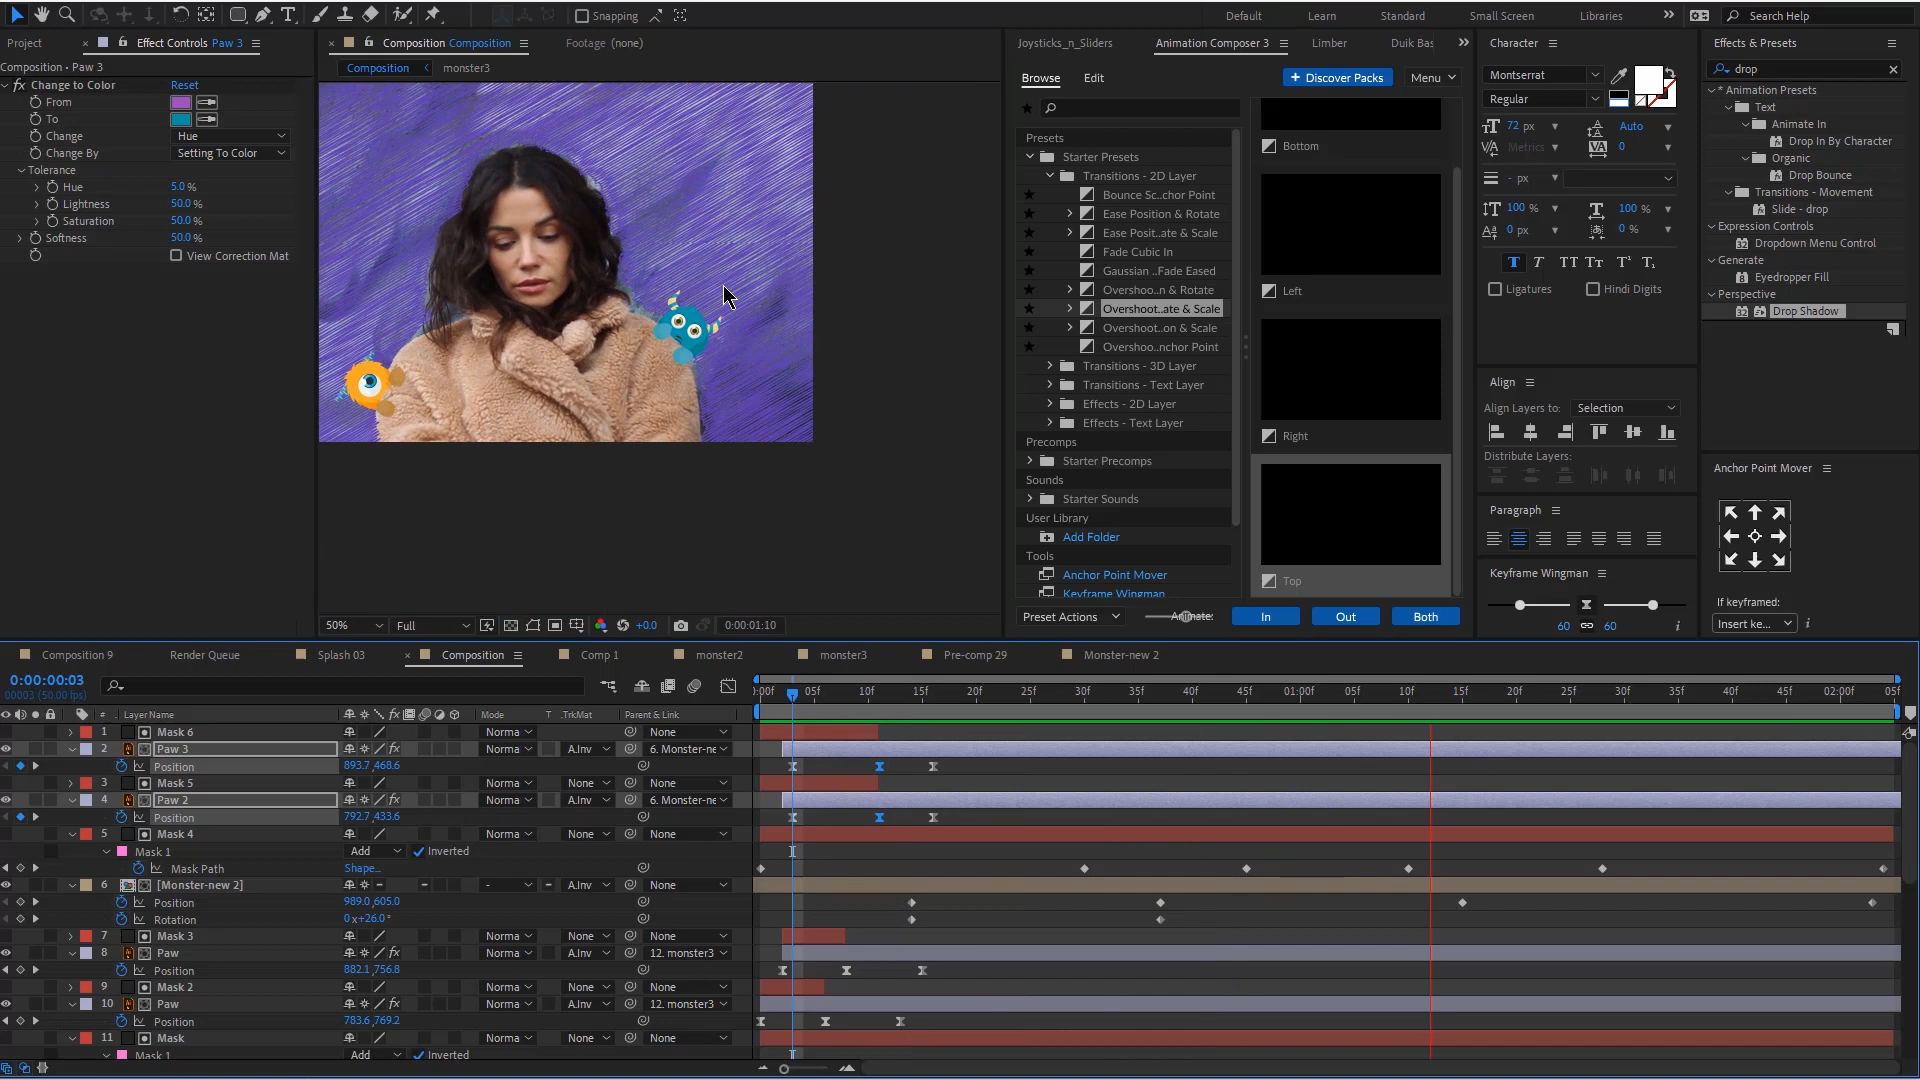 Snapping
Default
Learn
Standard
Small Screen
Libraries
Search Help
Project
Effect Controls Paw 3
Composition Composition
Footage (none)
Joysticks_n_Sliders
Animation Composer 3
Limber
Duik Bas
Character
Effects & Presets
Composition • Paw 3
Composition
monster3
fx Change to Color
Reset
From
To
Change
Hue
Change By
Setting To Color
Tolerance
Hue
5.0 %
Lightness
50.0 %
Saturation
50.0 %
Softness
50.0 %
View Correction Mat
Browse
Edit
+ Discover Packs
Menu
Presets
Starter Presets
Transitions - 2D Layer
Bounce Sc..chor Point
Ease Position & Rotate
Ease Posit..ate & Scale
Fade Cubic In
Gaussian ..Fade Eased
Overshoo..n & Rotate
Overshoot..ate & Scale
Overshoot..on & Scale
Overshoo..nchor Point
Transitions - 3D Layer
Transitions - Text Layer
Effects - 2D Layer
Effects - Text Layer
Precomps
Starter Precomps
Sounds
Starter Sounds
User Library
Add Folder
Tools
Anchor Point Mover
Keyframe Wingman
Bottom
Left
Right
Top
Preset Actions
Animate:
In
Out
Both
Montserrat
Regular
72 px
Auto
Metrics
0
- px
100 %
100 %
0 px
0 %
Ligatures
Hindi Digits
Align
Align Layers to:
Selection
Distribute Layers:
Paragraph
Keyframe Wingman
60
60
drop
* Animation Presets
Text
Animate In
Drop In By Character
Organic
Drop Bounce
Transitions - Movement
Slide - drop
Expression Controls
Dropdown Menu Control
Generate
Eyedropper Fill
Perspective
Drop Shadow
Anchor Point Mover
If keyframed:
Insert ke...
50%
Full
+0.0
0:00:01:10
Composition 9
Render Queue
Splash 03
Composition
Comp 1
monster2
monster3
Pre-comp 29
Monster-new 2
0:00:00:03
00003 (50.00 fps)
:00f
05f
10f
15f
20f
25f
30f
35f
40f
45f
01:00f
05f
10f
15f
20f
25f
30f
35f
40f
45f
02:00f
05f
#
Layer Name
Mode
T
.TrkMat
Parent & Link
1 Mask 6 Norma None
2 Paw 3 fx Norma A.Inv 6. Monster-ne
Position 893.7,468.6
3 Mask 5 Norma None None
4 Paw 2 fx Norma A.Inv 6. Monster-ne
Position 792.7,433.6
5 Mask 4 Norma None None
Mask 1 Add Inverted
Mask Path Shape...
6 [Monster-new 2] - A.Inv None
Position 989.0,605.0
Rotation 0x+26.0°
7 Mask 3 Norma None None
8 Paw fx Norma A.Inv 12. monster3
Position 882.1,756.8
9 Mask 2 Norma None None
10 Paw fx Norma A.Inv 12. monster3
Position 783.6,769.2
11 Mask Norma None None
Mask 1 Add Inverted